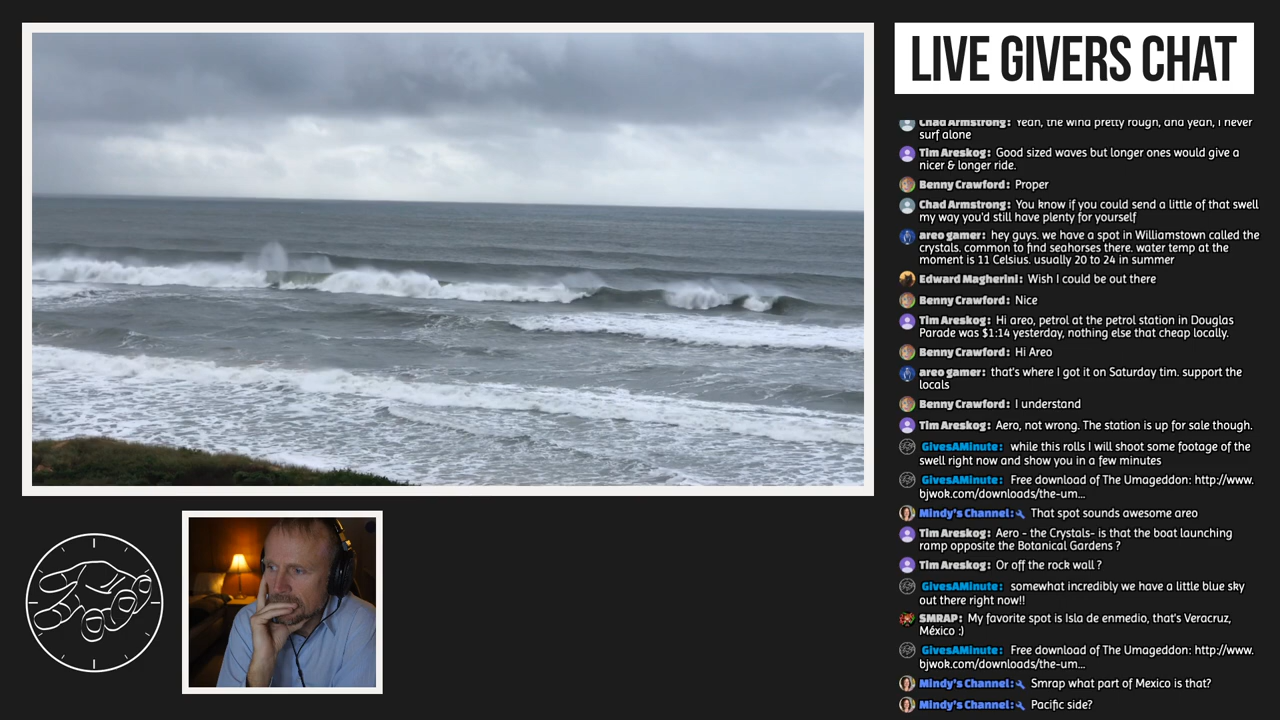 LIVE GIVERS CHAT
Chad Armstrong: Yeah, the wind pretty rough, and yeah, I never
surf alone
Tim Areskog: Good sized waves but longer ones would give a
nicer & longer ride.
Benny Crawford: Proper
Chad Armstrong: You know if you could send a little of that swell
my way you'd still have plenty for yourself
areo gamer: hey guys. we have a spot in Williamstown called the
crystals. common to find seahorses there. water temp at the
moment is 11 Celsius. usually 20 to 24 in summer
Edward Magherini: Wish I could be out there
Benny Crawford: Nice
Tim Areskog: Hi areo, petrol at the petrol station in Douglas
Parade was $1:14 yesterday, nothing else that cheap locally.
Benny Crawford: Hi Areo
areo gamer: that's where I got it on Saturday tim. support the
locals
Benny Crawford: I understand
Tim Areskog: Aero, not wrong. The station is up for sale though.
GivesAMinute: while this rolls I will shoot some footage of the
swell right now and show you in a few minutes
GivesAMinute: Free download of The Umageddon: http://www.
bjwok.com/downloads/the-um...
Mindy's Channel: That spot sounds awesome areo
Tim Areskog: Aero - the Crystals- is that the boat launching
ramp opposite the Botanical Gardens ?
Tim Areskog: Or off the rock wall ?
GivesAMinute: somewhat incredibly we have a little blue sky
out there right now!!
SMRAP: My favorite spot is Isla de enmedio, that's Veracruz,
México :)
GivesAMinute: Free download of The Umageddon: http://www.
bjwok.com/downloads/the-um...
Mindy's Channel: Smrap what part of Mexico is that?
Mindy's Channel: Pacific side?